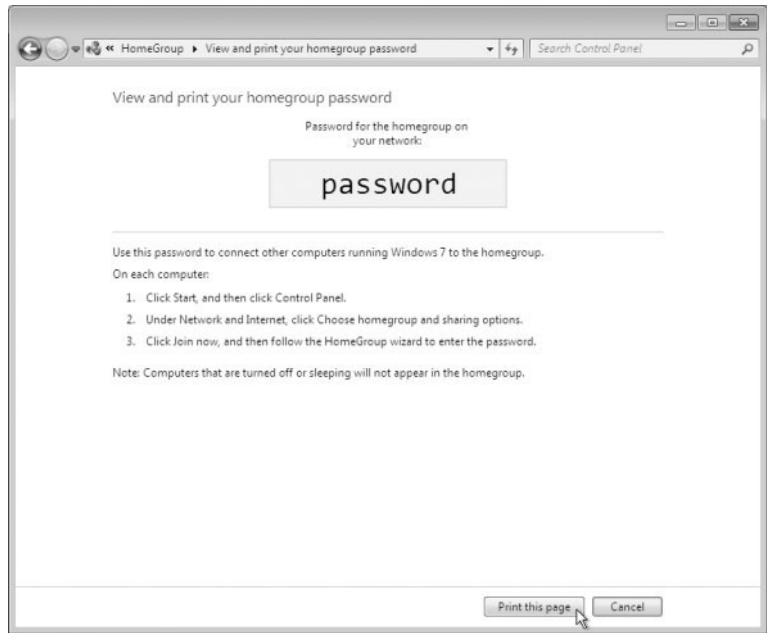 « HomeGroup ▸ View and print your homegroup password
Search Control Panel
View and print your homegroup password
Password for the homegroup on
your network:
password
Use this password to connect other computers running Windows 7 to the homegroup.
On each computer:
1. Click Start, and then click Control Panel.
2. Under Network and Internet, click Choose homegroup and sharing options.
3. Click Join now, and then follow the HomeGroup wizard to enter the password.
Note: Computers that are turned off or sleeping will not appear in the homegroup.
Print this page
Cancel